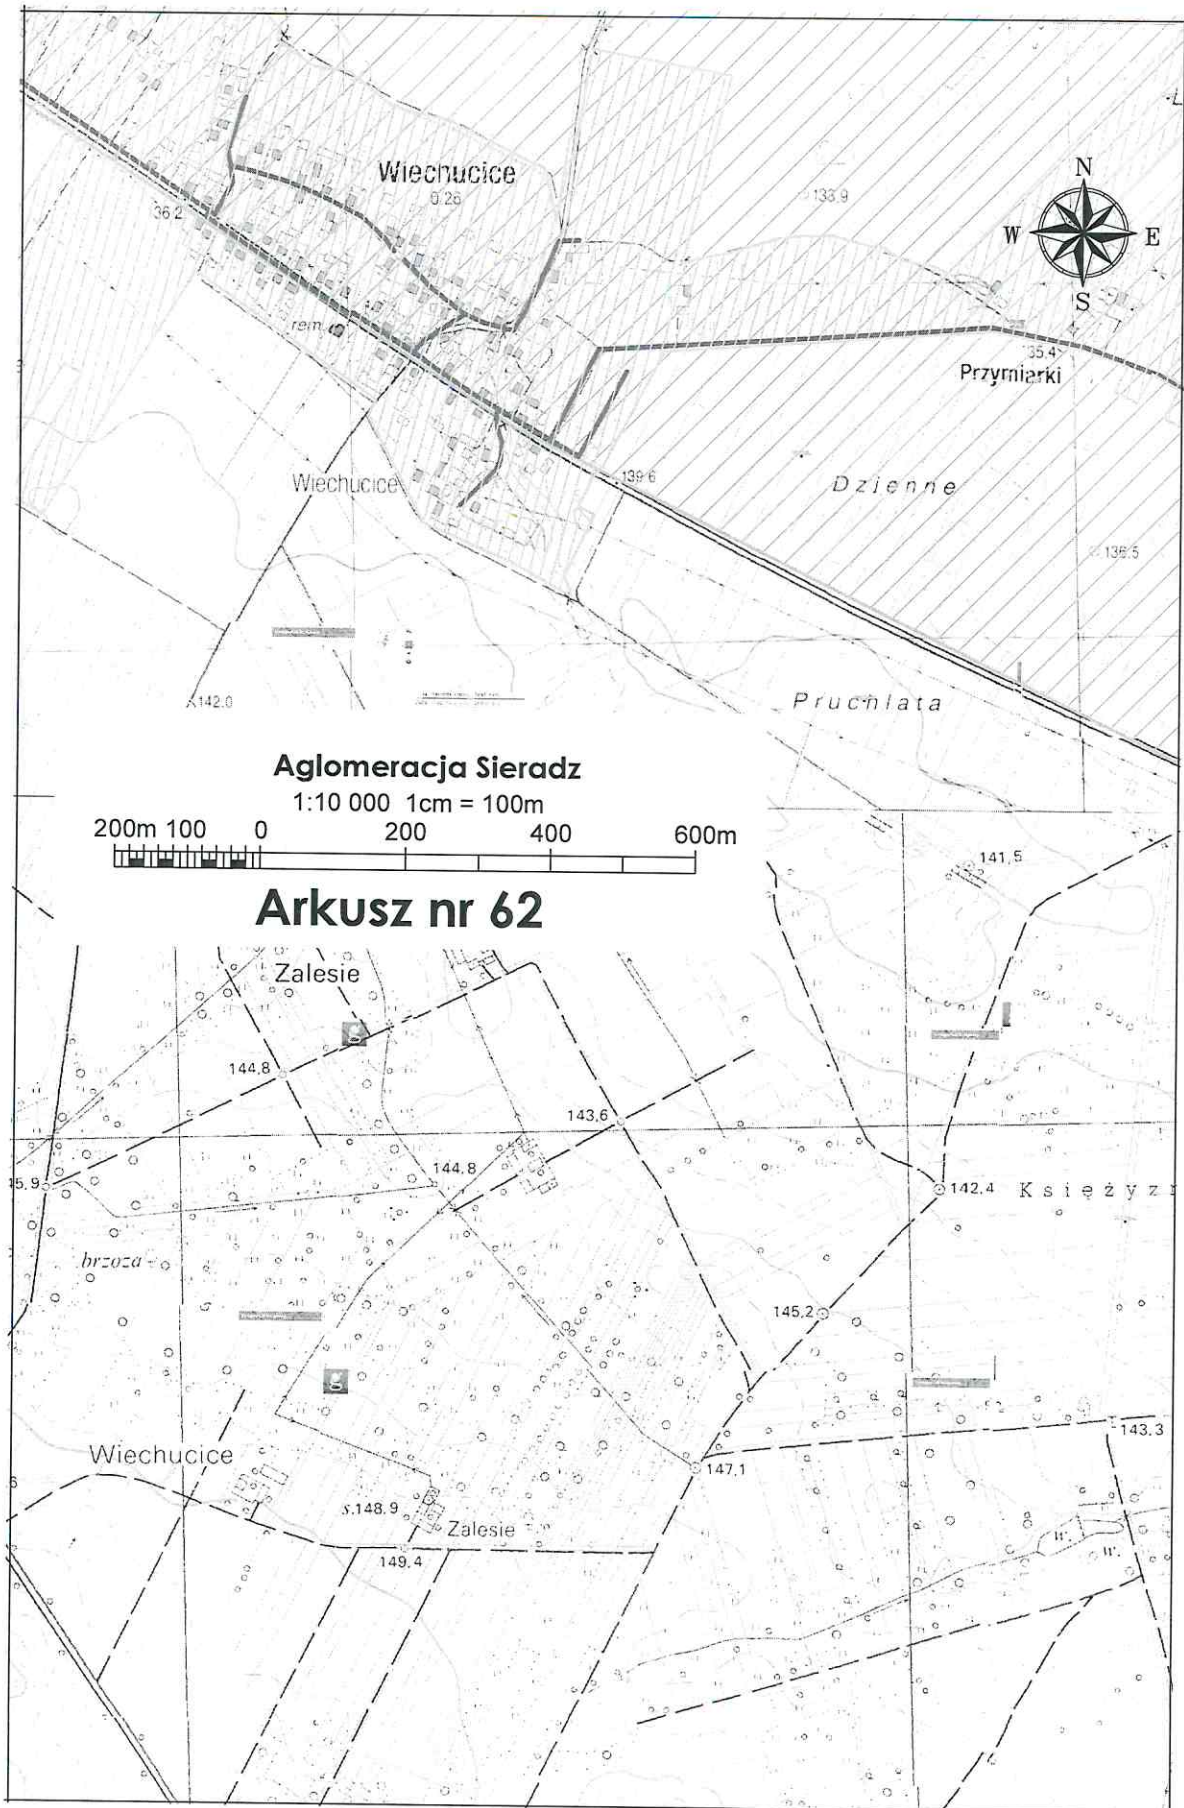 Wiechucice
0.26
133.9
N
W
E
S
36.2
rem.
35.4
Przymiarki
Wiechucice
139.6
Dzienne
136.5
142.0
Pruchlata
Aglomeracja Sieradz
1:10 000 1cm = 100m
200m 100 0 200 400 600m
141,5
Arkusz nr 62
Zalesie
g
144,8
143,6
144,8
5,9
142,4
Księżyzn
brzoza
145,2
g
143.3
Wiechucice
147,1
s.148.9
Zalesie
149,4
w.
w.